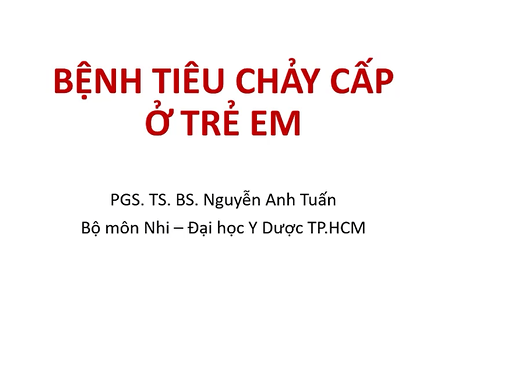 BỆNH TIÊU CHẢY CẤP
Ở TRẺ EM
PGS. TS. BS. Nguyễn Anh Tuấn
Bộ môn Nhi – Đại học Y Dược TP.HCM